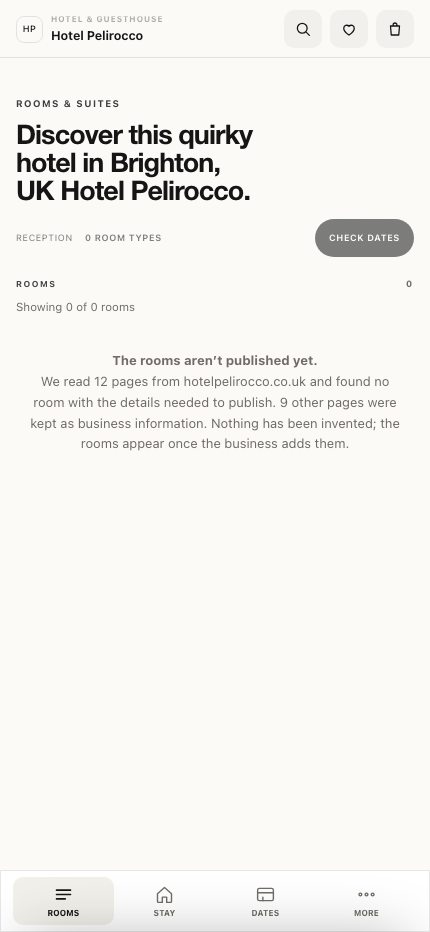 HP
HOTEL & GUESTHOUSE
Hotel Pelirocco
ROOMS & SUITES
Discover this quirky
hotel in Brighton,
UK Hotel Pelirocco.
RECEPTION 0 ROOM TYPES
CHECK DATES
ROOMS 0
Showing 0 of 0 rooms
The rooms aren’t published yet.
We read 12 pages from hotelpelirocco.co.uk and found no
room with the details needed to publish. 9 other pages were
kept as business information. Nothing has been invented; the
rooms appear once the business adds them.
ROOMS STAY DATES MORE